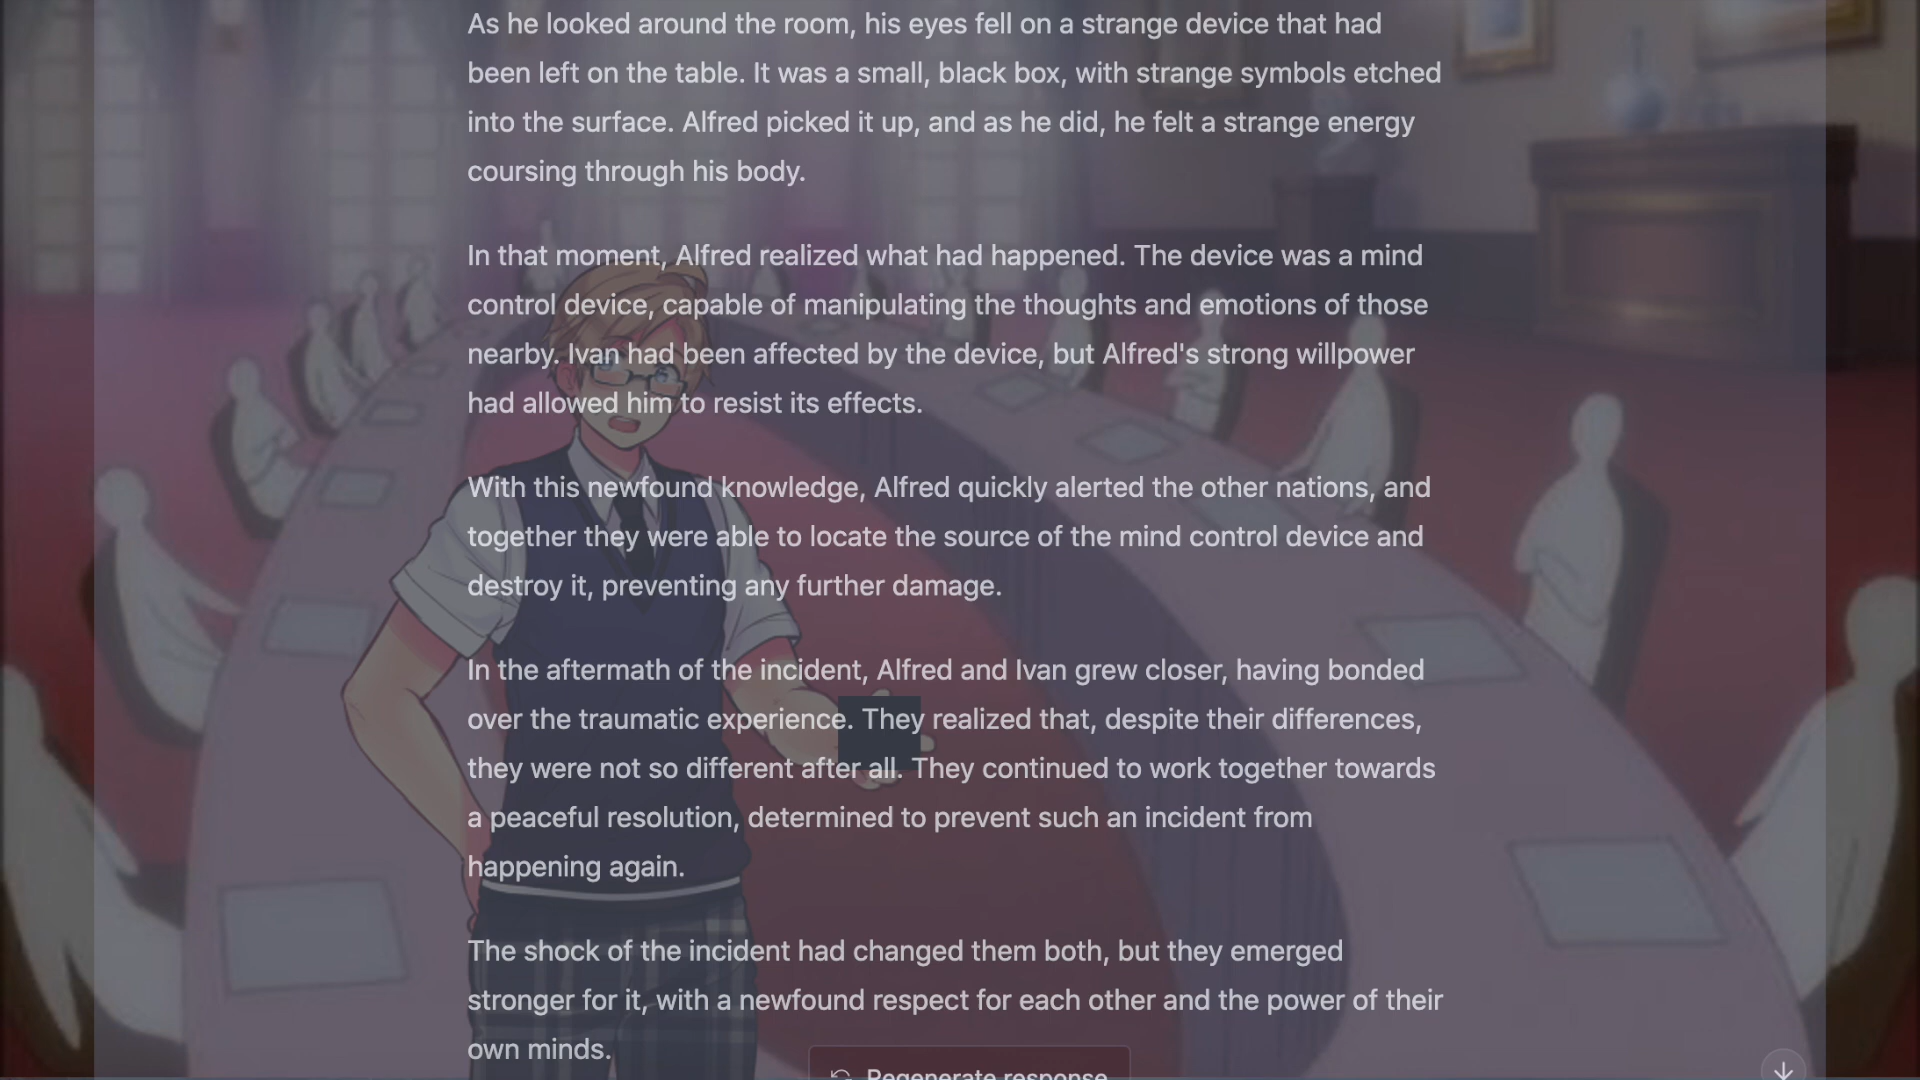 As he looked around the room, his eyes fell on a strange device that had
been left on the table. It was a small, black box, with strange symbols etched
into the surface. Alfred picked it up, and as he did, he felt a strange energy
coursing through his body.
In that moment, Alfred realized what had happened. The device was a mind
control device, capable of manipulating the thoughts and emotions of those
nearby. Ivan had been affected by the device, but Alfred's strong willpower
had allowed him to resist its effects.
With this newfound knowledge, Alfred quickly alerted the other nations, and
together they were able to locate the source of the mind control device and
destroy it, preventing any further damage.
In the aftermath of the incident, Alfred and Ivan grew closer, having bonded
over the traumatic experience. They realized that, despite their differences,
they were not so different after all. They continued to work together towards
a peaceful resolution, determined to prevent such an incident from
happening again.
The shock of the incident had changed them both, but they emerged
stronger for it, with a newfound respect for each other and the power of their
own minds.
Regenerate response